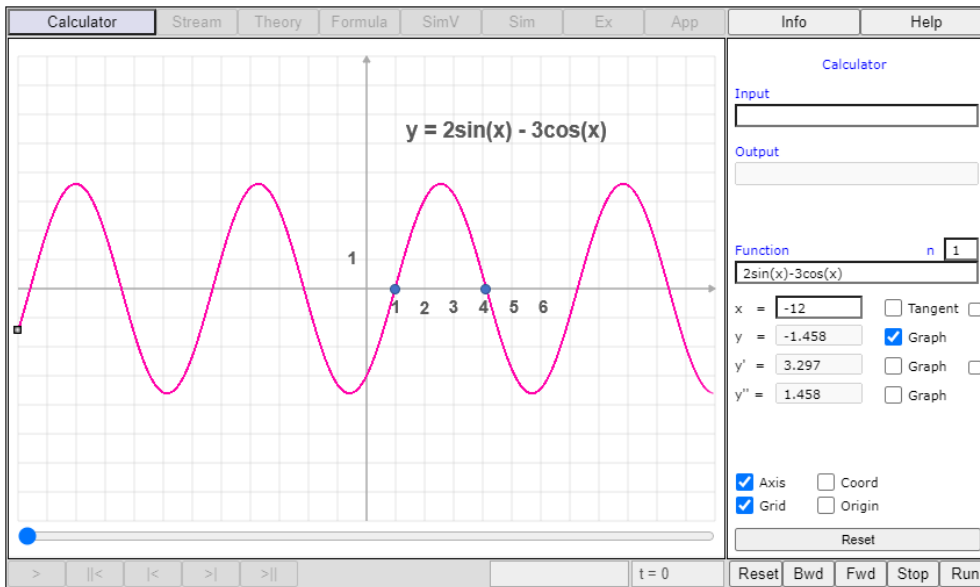 Calculator Stream Theory Formula SimV Sim Ex App Info Help
Calculator
Input
y = 2sin(x) - 3cos(x)
Output
Function n 1
1
2sin(x)-3cos(x)
1 2 3 4 5 6
x = -12 Tangent
y = -1.458 Graph
y' = 3.297 Graph
y'' = 1.458 Graph
Axis Coord
Grid Origin
Reset
> ||< |< >| >|| t = 0 Reset Bwd Fwd Stop Run